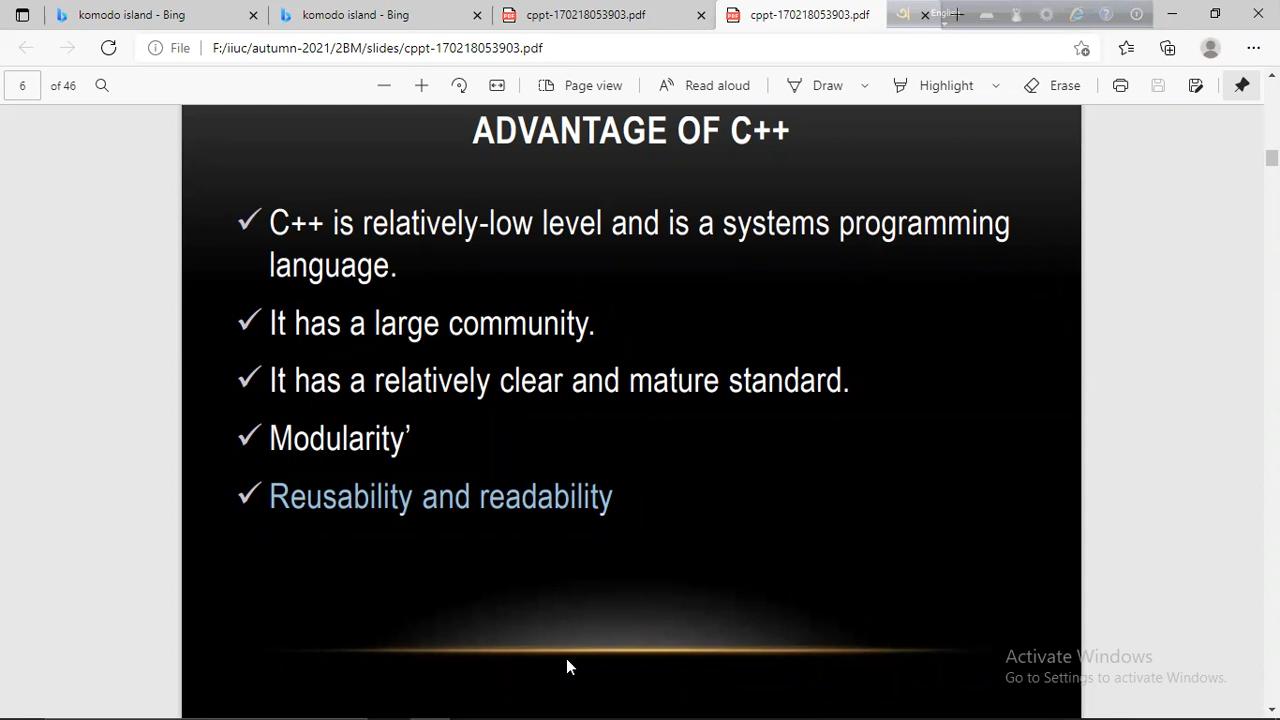 komodo island - Bing
komodo island - Bing
cppt-170218053903.pdf
cppt-170218053903.pdf
File
F:/iiuc/autumn-2021/2BM/slides/cppt-170218053903.pdf
6
of 46
Page view
Read aloud
Draw
Highlight
Erase
ADVANTAGE OF C++
C++ is relatively-low level and is a systems programming
language.
It has a large community.
It has a relatively clear and mature standard.
Modularity’
Reusability and readability
Activate Windows
Go to Settings to activate Windows.